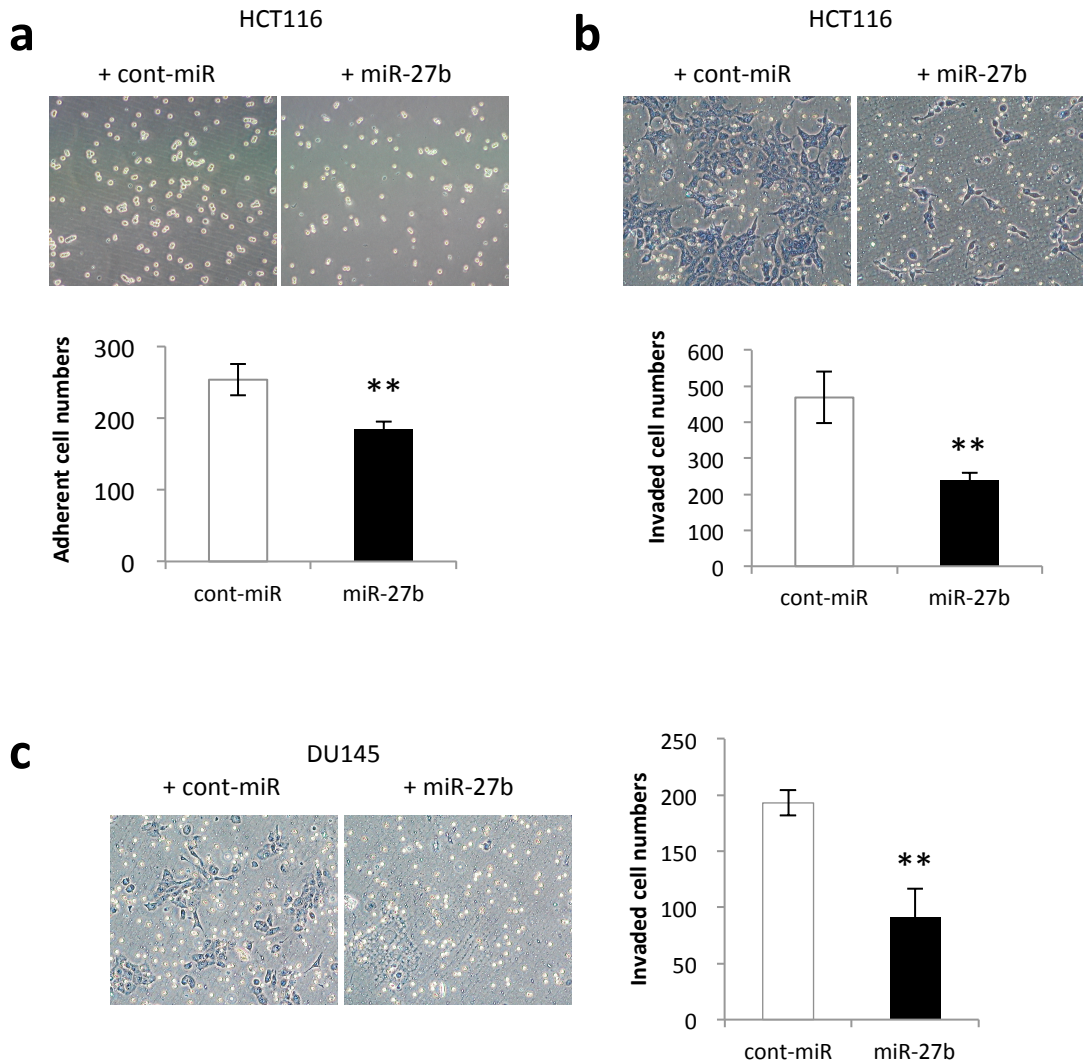 a
HCT116
+ cont-miR + miR-27b
Adherent cell numbers
300
200
100
0
**
cont-miR miR-27b
b
HCT116
+ cont-miR + miR-27b
Invaded cell numbers
600
500
400
300
200
100
0
**
cont-miR miR-27b
c
DU145
+ cont-miR + miR-27b
Invaded cell numbers
250
200
150
100
50
0
**
cont-miR miR-27b